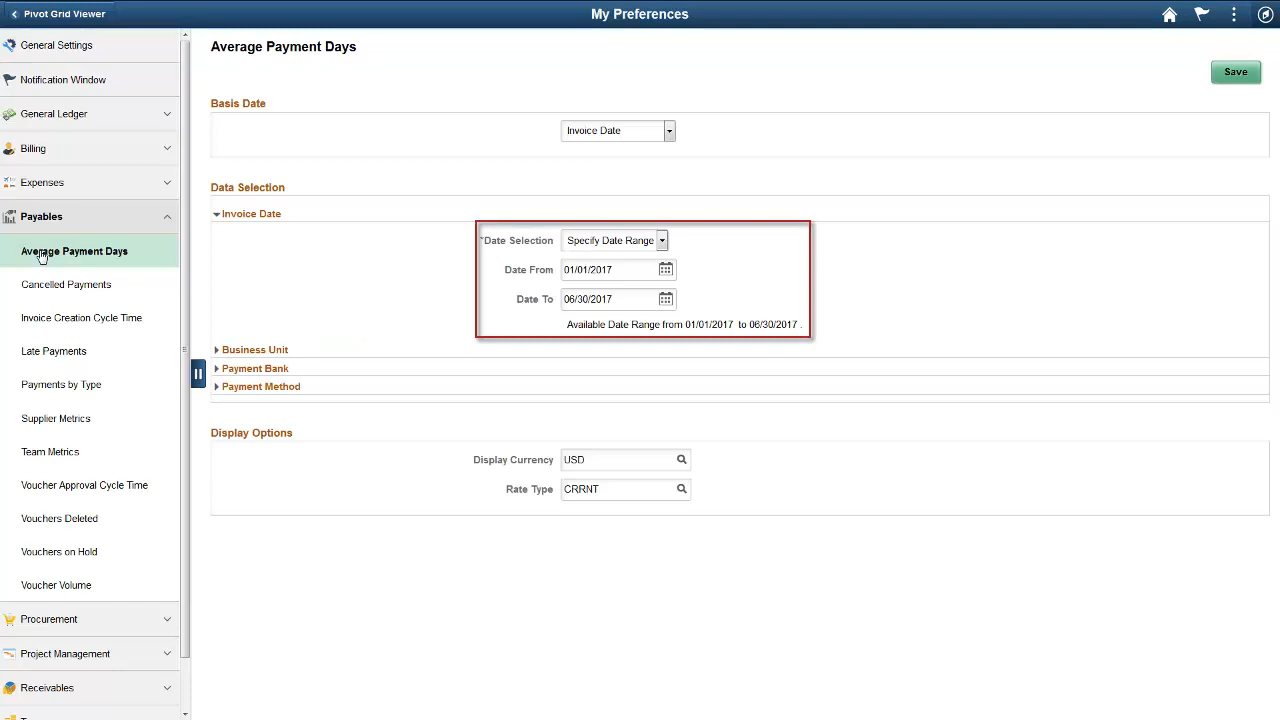 Pivot Grid Viewer
My Preferences
General Settings
Notification Window
General Ledger
Billing
Expenses
Payables
Average Payment Days
Cancelled Payments
Invoice Creation Cycle Time
Late Payments
Payments by Type
Supplier Metrics
Team Metrics
Voucher Approval Cycle Time
Vouchers Deleted
Vouchers on Hold
Voucher Volume
Procurement
Project Management
Receivables
Average Payment Days
Save
Basis Date
Invoice Date
Data Selection
Invoice Date
*Date Selection Specify Date Range
Date From 01/01/2017
Date To 06/30/2017
Available Date Range from 01/01/2017 to 06/30/2017 .
Business Unit
Payment Bank
Payment Method
Display Options
Display Currency USD
Rate Type CRRNT